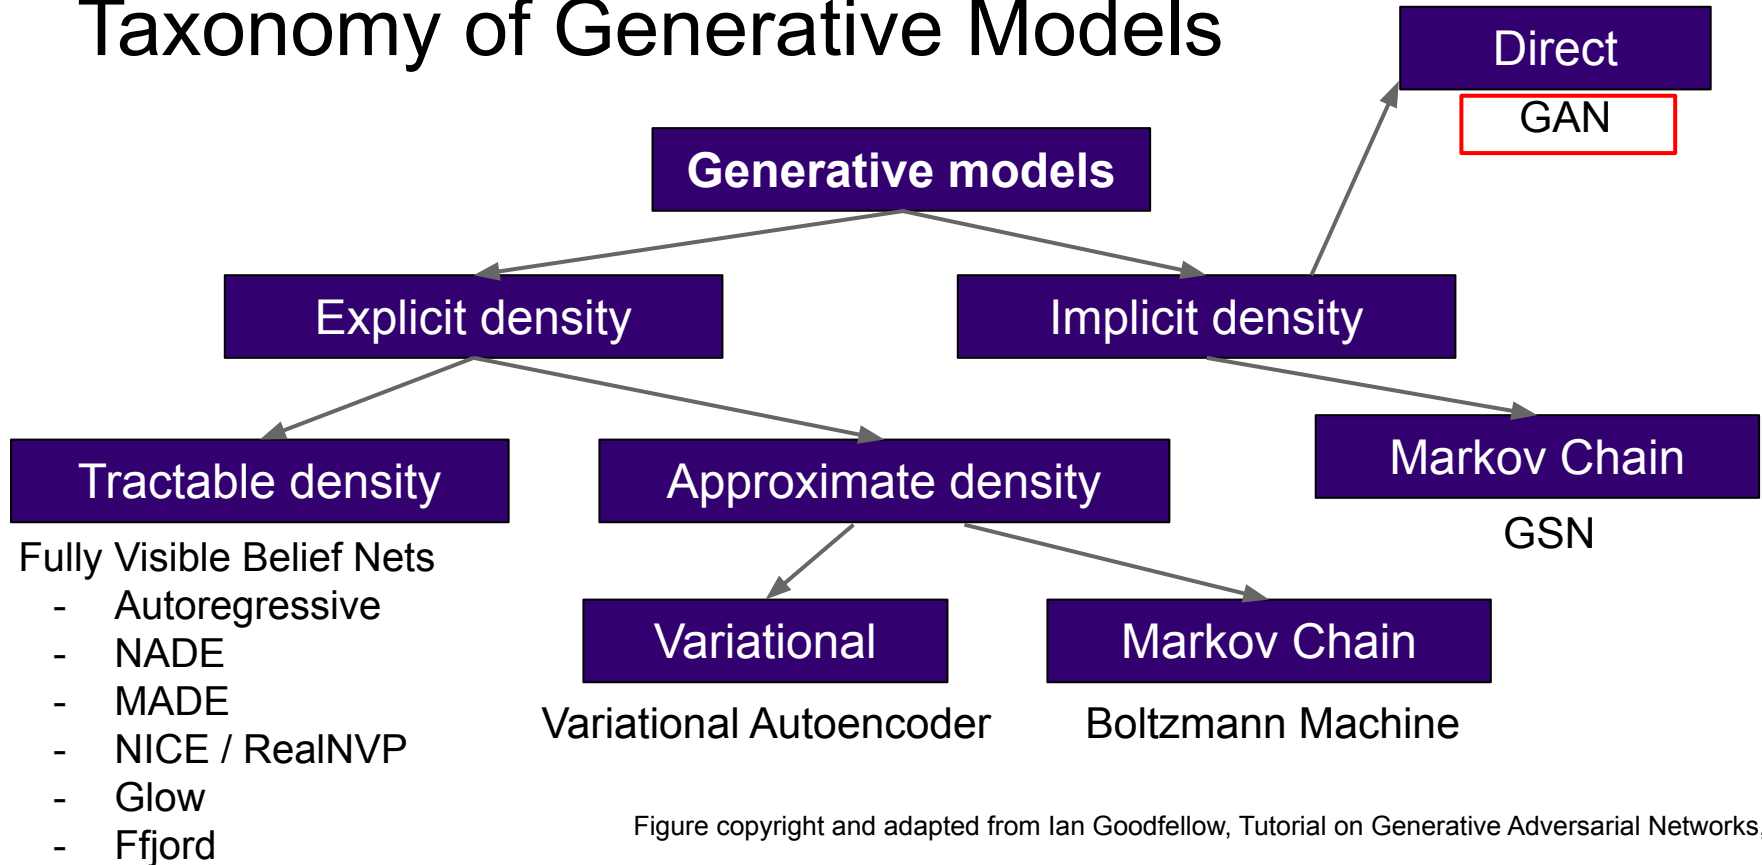 Taxonomy of Generative Models
Direct
GAN
Generative models
Explicit density
Implicit density
Tractable density
Approximate density
Markov Chain
GSN
Fully Visible Belief Nets
- Autoregressive
- NADE
- MADE
- NICE / RealNVP
- Glow
- Ffjord
Variational
Markov Chain
Variational Autoencoder
Boltzmann Machine
Figure copyright and adapted from Ian Goodfellow, Tutorial on Generative Adversarial Networks,